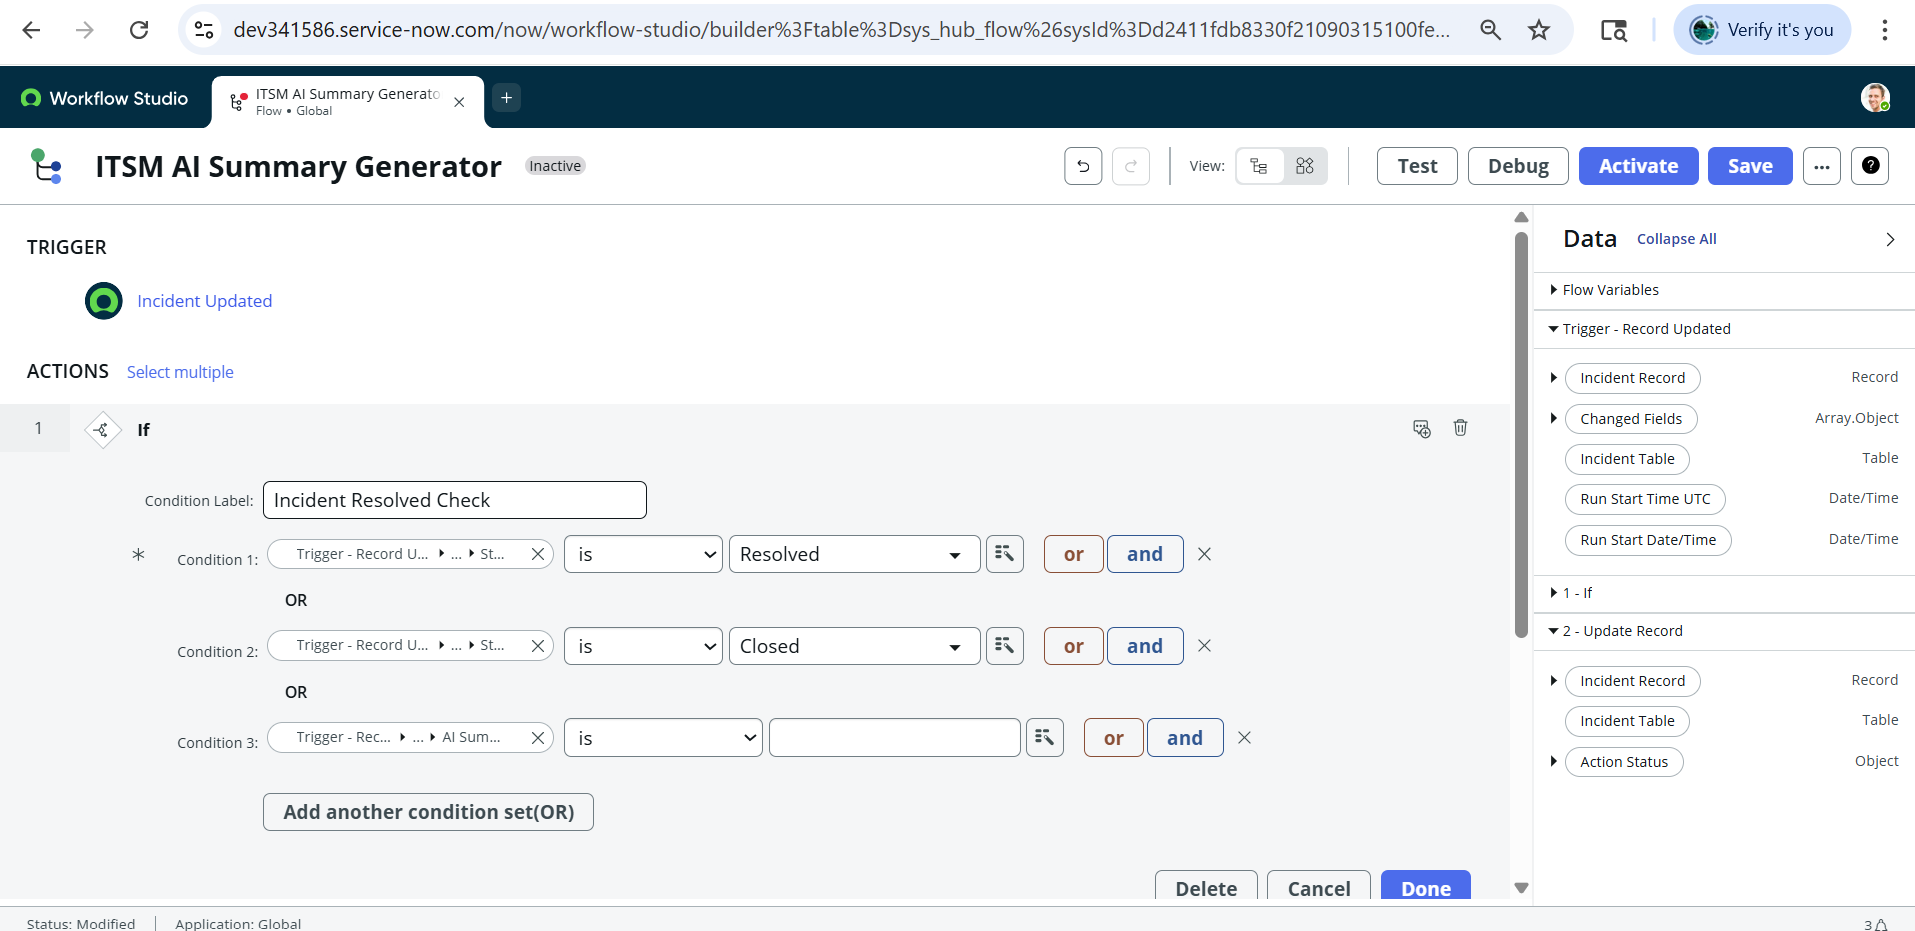 dev341586.service-now.com/now/workflow-studio/builder%3Ftable%3Dsys_hub_flow%26sysId%3Dd2411fdb8330f21090315100fe...
Verify it's you
Workflow Studio
ITSM AI Summary Generato
Flow • Global
ITSM AI Summary Generator
Inactive
View:
Test
Debug
Activate
Save
TRIGGER
Incident Updated
ACTIONS
Select multiple
1
If
Condition Label:
Incident Resolved Check
* Condition 1:
Trigger - Record U... ▸ ... ▸ St...
is
Resolved
or
and
OR
Condition 2:
Trigger - Record U... ▸ ... ▸ St...
is
Closed
or
and
OR
Condition 3:
Trigger - Rec... ▸ ... ▸ AI Sum...
is
or
and
Add another condition set(OR)
Delete
Cancel
Done
Data
Collapse All
Flow Variables
Trigger - Record Updated
Incident Record
Record
Changed Fields
Array.Object
Incident Table
Table
Run Start Time UTC
Date/Time
Run Start Date/Time
Date/Time
1 - If
2 - Update Record
Incident Record
Record
Incident Table
Table
Action Status
Object
Status: Modified
Application: Global
3